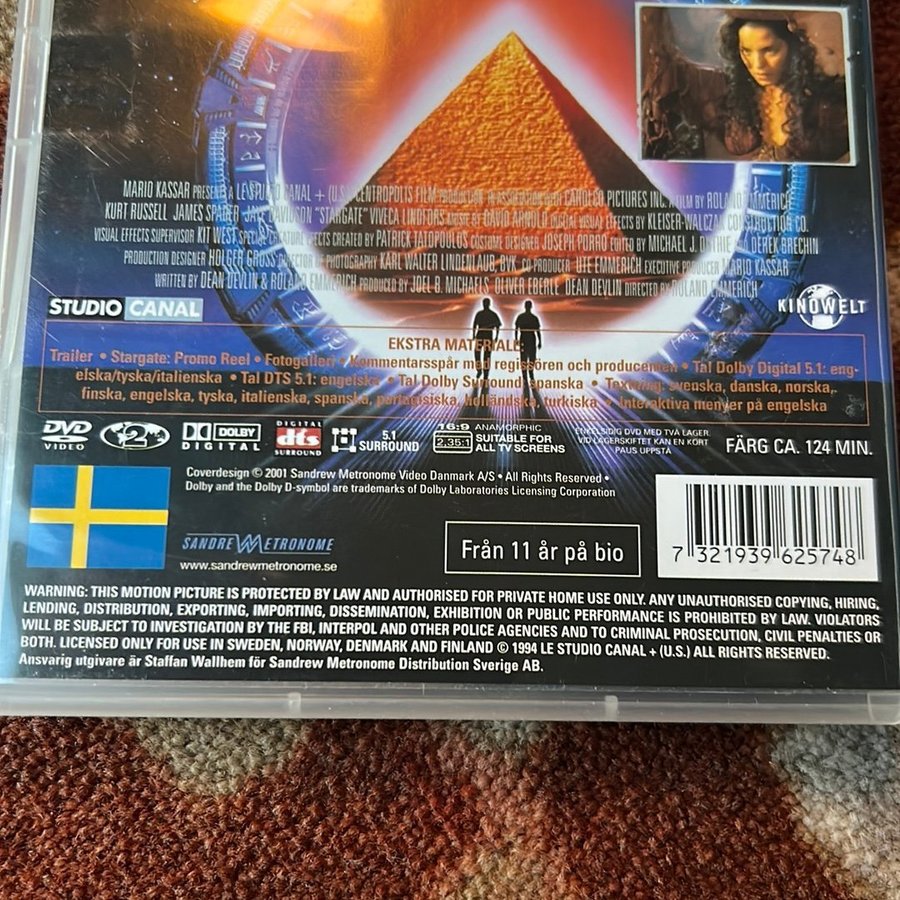 MARIO KASSAR PRESENTS A LE STUDIO CANAL + (U.S.) CENTROPOLIS FILM PRODUCTION IN ASSOCIATION WITH CAROLCO PICTURES INC. A FILM BY ROLAND EMMERICH
KURT RUSSELL JAMES SPADER JAYE DAVIDSON "STARGATE" VIVECA LINDFORS MUSIC BY DAVID ARNOLD DIGITAL VISUAL EFFECTS BY KLEISER-WALCZAK CONSTRUCTION CO.
VISUAL EFFECTS SUPERVISOR KIT WEST SPECIAL CREATURE EFFECTS CREATED BY PATRICK TATOPOULOS COSTUME DESIGNER JOSEPH PORRO EDITED BY MICHAEL J. DUTHIE AND DEREK BRECHIN
PRODUCTION DESIGNER HOLGER GROSS DIRECTOR OF PHOTOGRAPHY KARL WALTER LINDENLAUB, BVK CO-PRODUCER UTE EMMERICH EXECUTIVE PRODUCER MARIO KASSAR
WRITTEN BY DEAN DEVLIN & ROLAND EMMERICH PRODUCED BY JOEL B. MICHAELS OLIVER EBERLE DEAN DEVLIN DIRECTED BY ROLAND EMMERICH
STUDIO CANAL
KINOWELT
EKSTRA MATERIALE:
Trailer • Stargate: Promo Reel • Fotogalleri • Kommentarsspår med regissören och producenten • Tal Dolby Digital 5.1: eng-
elska/tyska/italienska • Tal DTS 5.1: engelska • Tal Dolby Surround: spanska • Textning: svenska, danska, norska,
finska, engelska, tyska, italienska, spanska, portugisiska, holländska, turkiska • Interaktiva menyer på engelska
DVD VIDEO
2
DOLBY DIGITAL
DIGITAL dts SURROUND
5.1 SURROUND
16:9 2.35:1
ANAMORPHIC SUITABLE FOR ALL TV SCREENS
ENKELSIDIG DVD MED TVÅ LAGER.
VID LAGERSKIFTET KAN EN KORT
PAUS UPPSTÅ
FÄRG CA. 124 MIN.
Coverdesign © 2001 Sandrew Metronome Video Danmark A/S • All Rights Reserved •
Dolby and the Dolby D-symbol are trademarks of Dolby Laboratories Licensing Corporation
SANDREW METRONOME
www.sandrewmetronome.se
Från 11 år på bio
7 321939 625748
WARNING: THIS MOTION PICTURE IS PROTECTED BY LAW AND AUTHORISED FOR PRIVATE HOME USE ONLY. ANY UNAUTHORISED COPYING, HIRING,
LENDING, DISTRIBUTION, EXPORTING, IMPORTING, DISSEMINATION, EXHIBITION OR PUBLIC PERFORMANCE IS PROHIBITED BY LAW. VIOLATORS
WILL BE SUBJECT TO INVESTIGATION BY THE FBI, INTERPOL AND OTHER POLICE AGENCIES AND TO CRIMINAL PROSECUTION, CIVIL PENALTIES OR
BOTH. LICENSED ONLY FOR USE IN SWEDEN, NORWAY, DENMARK AND FINLAND © 1994 LE STUDIO CANAL + (U.S.) ALL RIGHTS RESERVED.
Ansvarig utgivare är Staffan Wallhem för Sandrew Metronome Distribution Sverige AB.